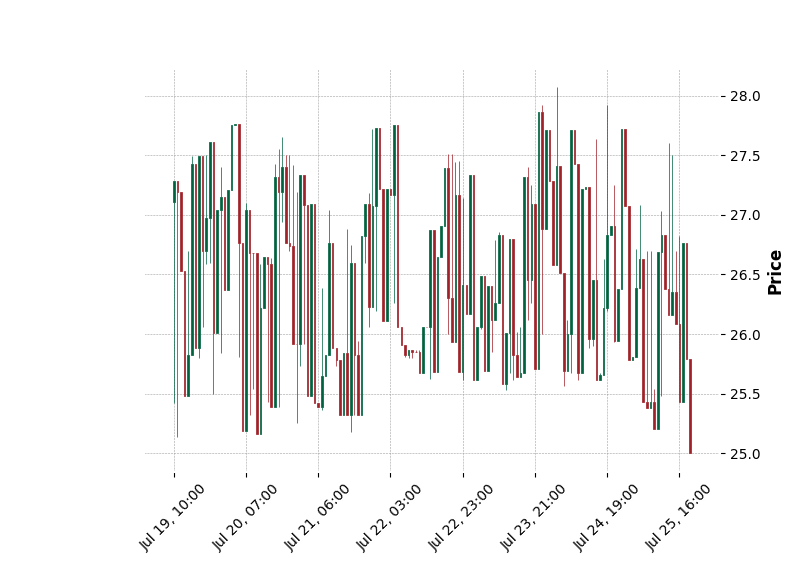 28.0
27.5
27.0
26.5
26.0
25.5
25.0
Price
Jul 19, 10:00
Jul 20, 07:00
Jul 21, 06:00
Jul 22, 03:00
Jul 22, 23:00
Jul 23, 21:00
Jul 24, 19:00
Jul 25, 16:00